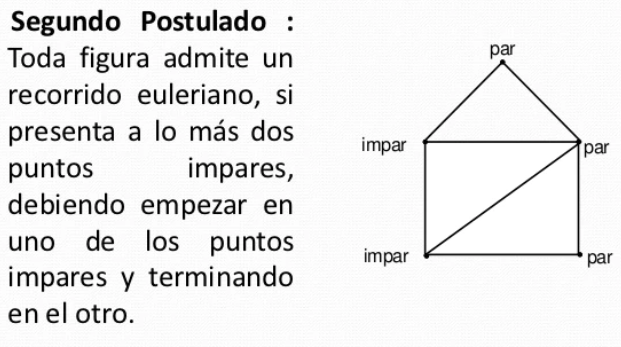 Segundo Postulado :
Toda figura admite un
recorrido euleriano, si
presenta a lo más dos
puntos impares,
debiendo empezar en
uno de los puntos
impares y terminando
en el otro.
par
impar
par
impar
par